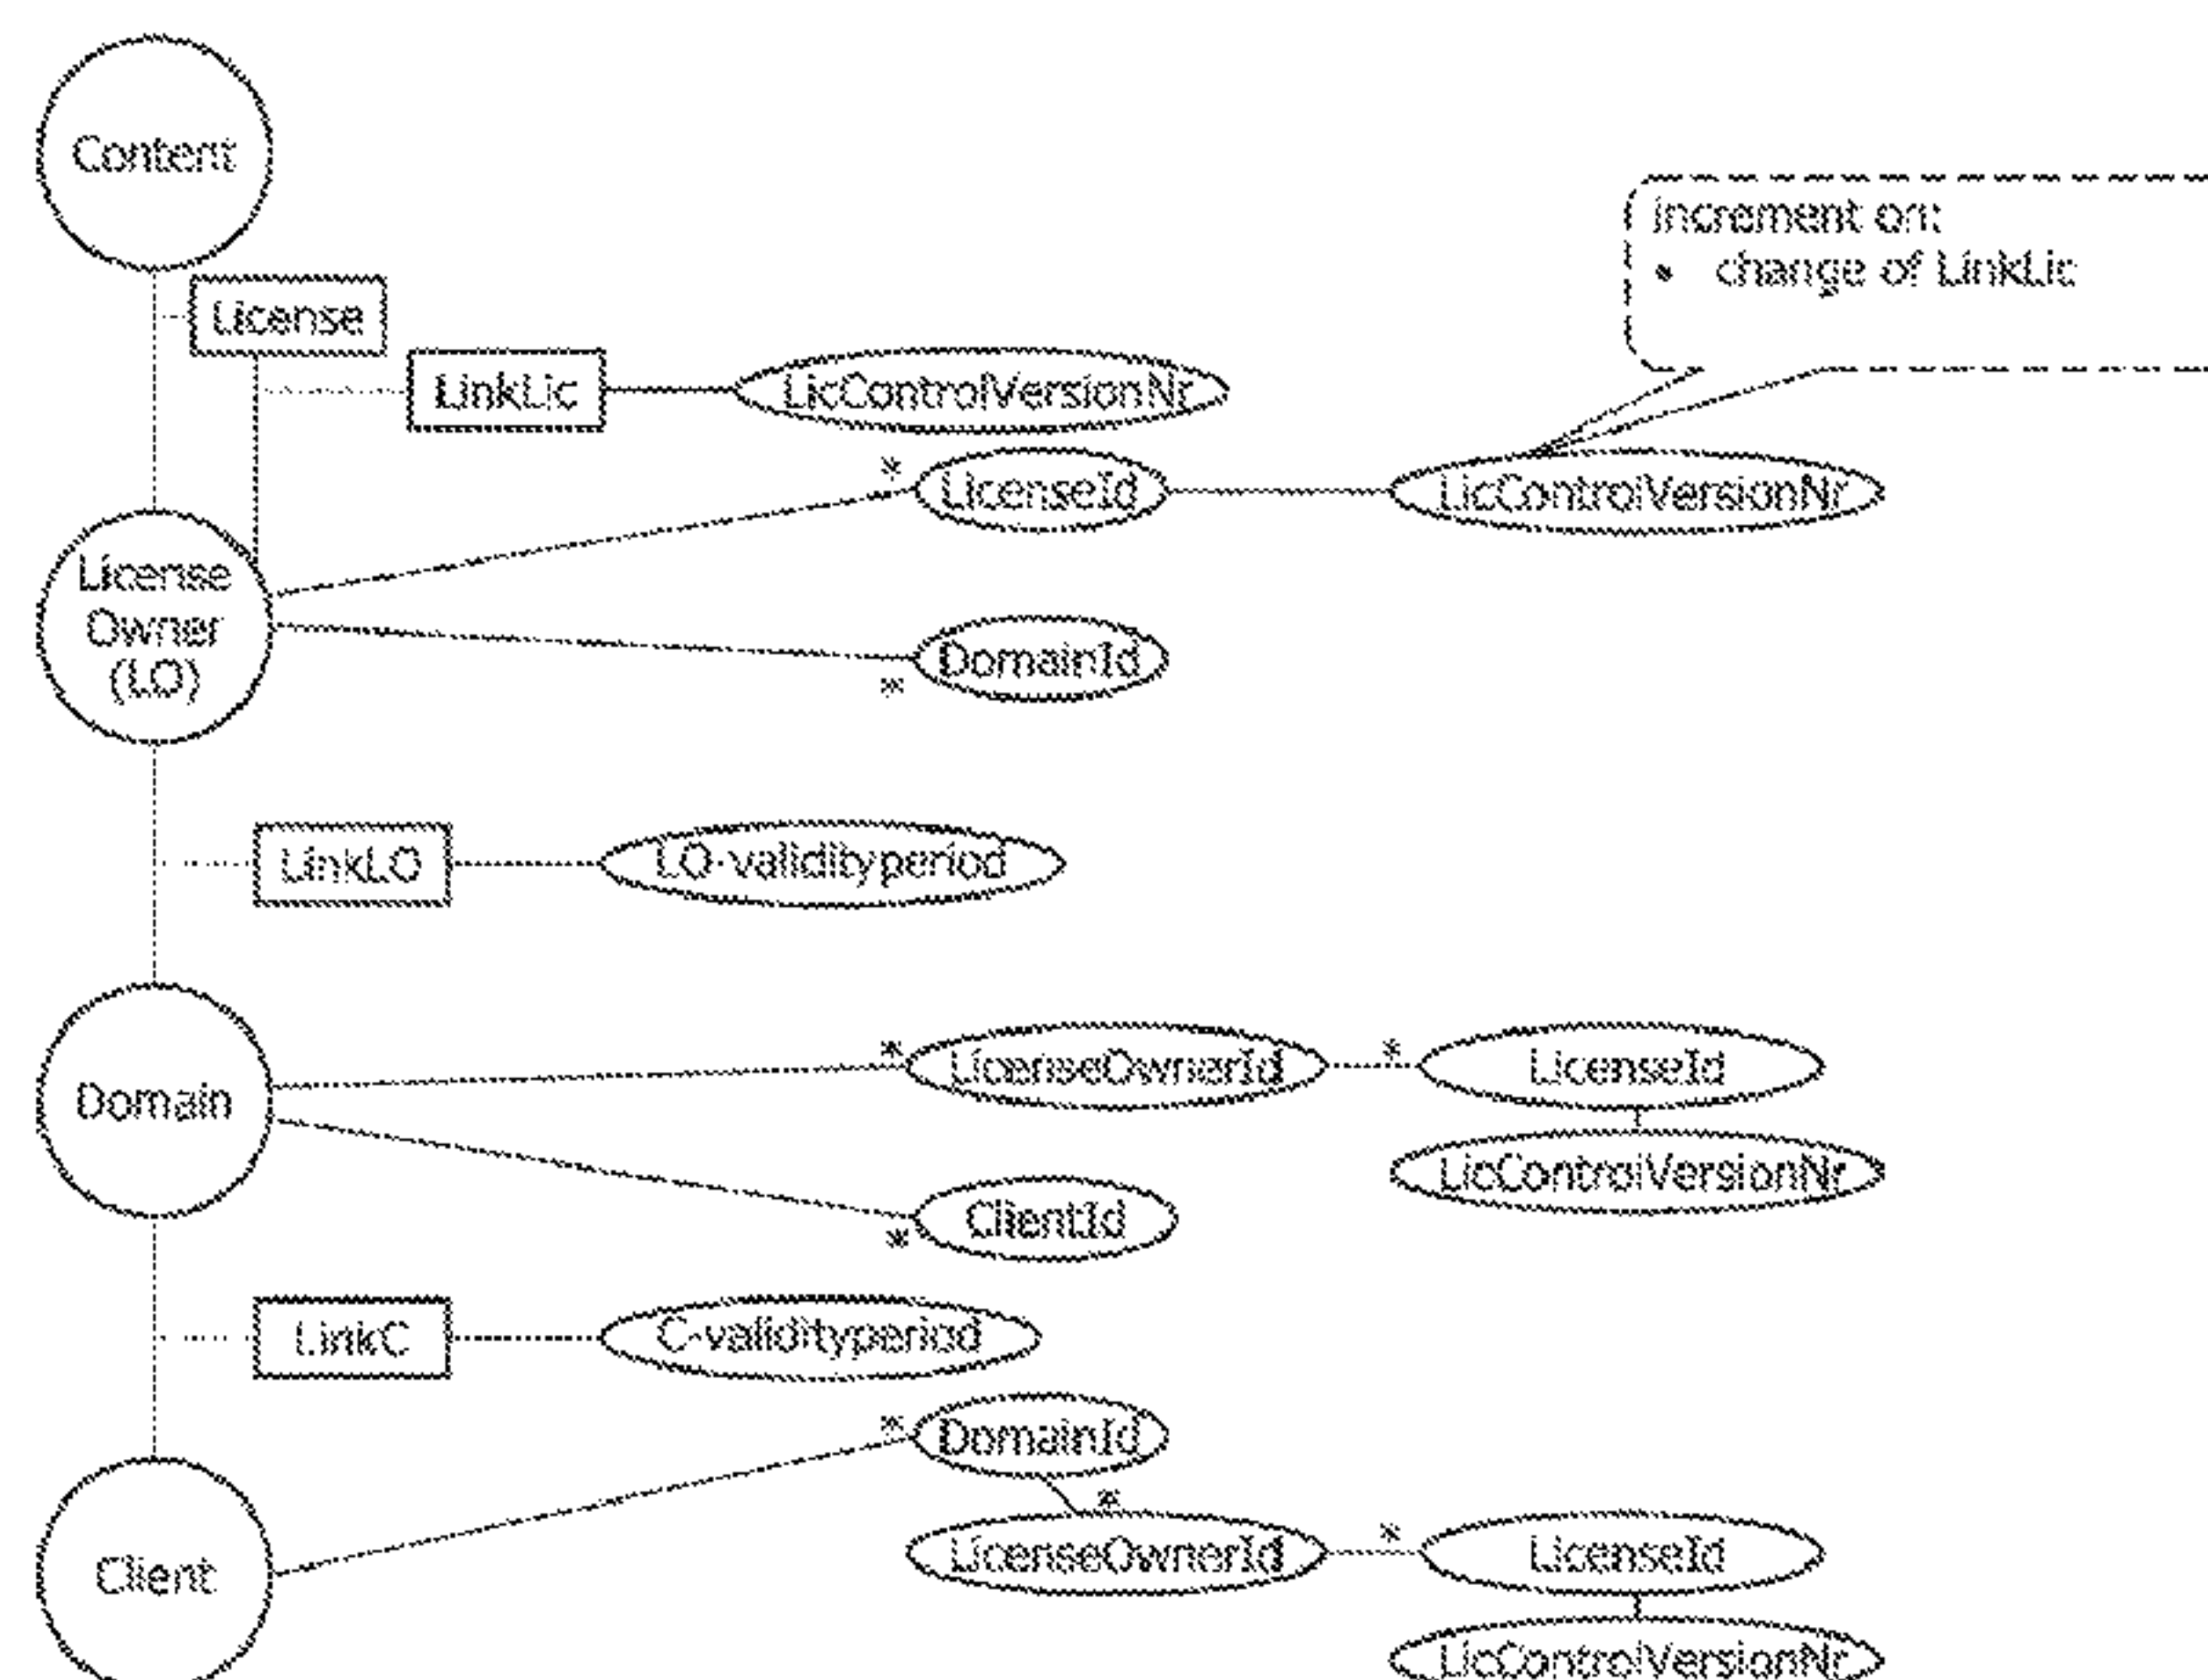 Content
increment on:
* change of LinkLic
License
LinkLic
LicControlVersionNr
*
LicenseId
LicControlVersionNr
License
Owner
(LO)
DomainId
*
LinkLO
LO-validityperiod
*
LicenseOwnerId
*
LicenseId
Domain
LicControlVersionNr
ClientId
*
LinkC
C-validityperiod
*
DomainId
*
LicenseOwnerId
*
LicenseId
Client
LicControlVersionNr